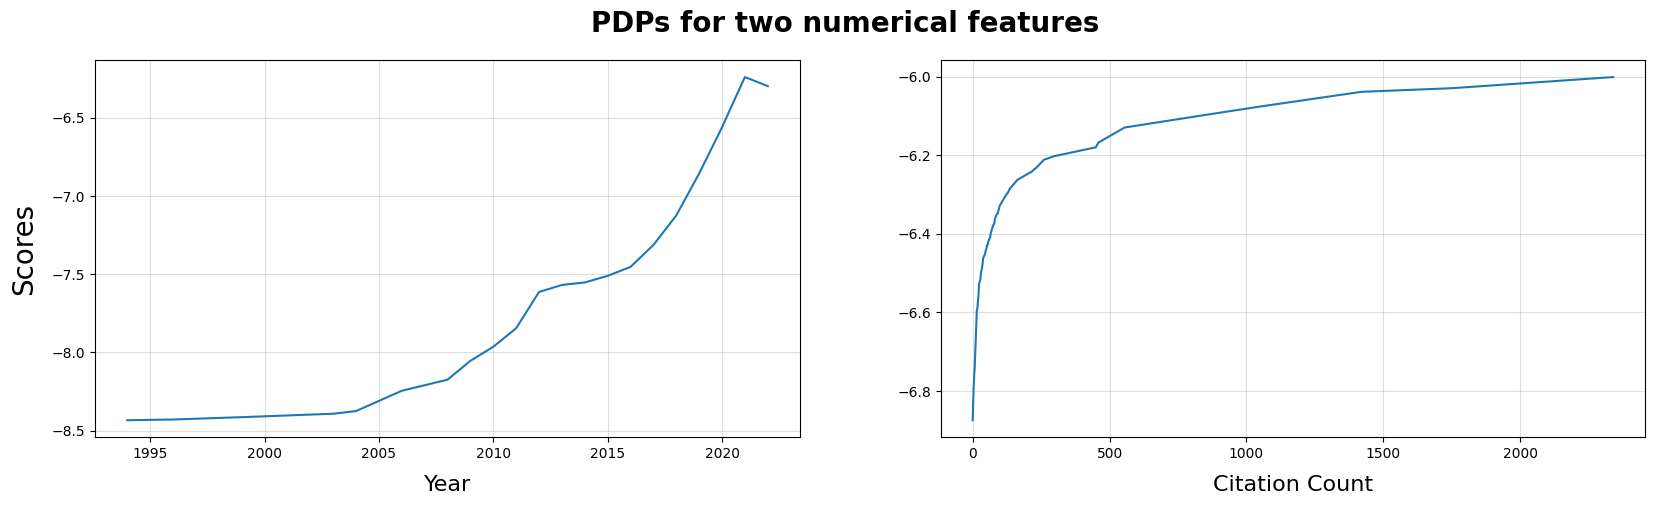 PDPs for two numerical features
Scores
−6.5
−7.0
−7.5
−8.0
−8.5
1995 2000 2005 2010 2015 2020
Year
−6.0
−6.2
−6.4
−6.6
−6.8
0 500 1000 1500 2000
Citation Count